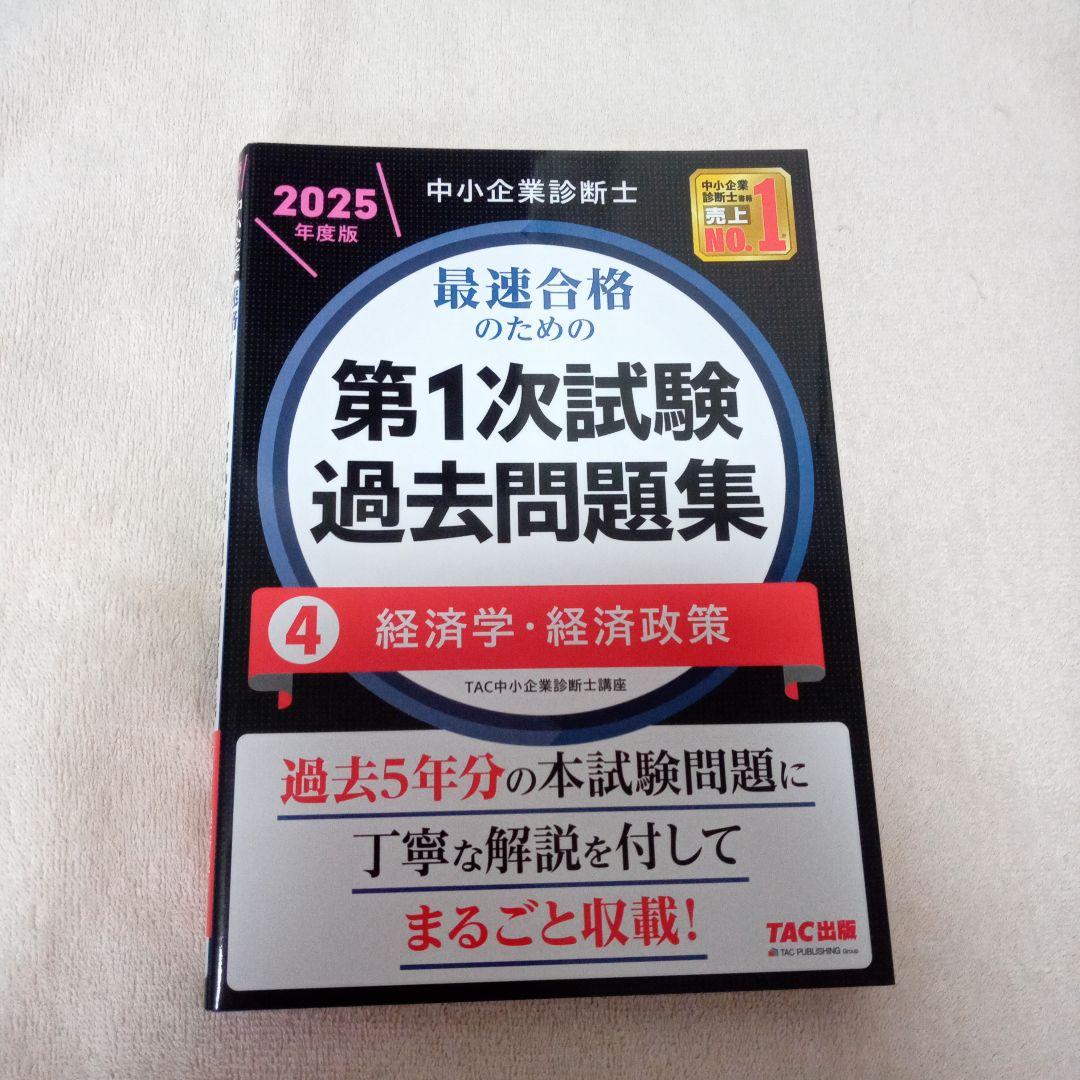 2025
年度版
中小企業診断士
中小企業
診断士書籍
売上
NO.1
最速合格
のための
第1次試験
過去問題集
4 経済学・経済政策
TAC中小企業診断士講座
過去5年分の本試験問題に
丁寧な解説を付して
まるごと収載!
TAC出版
TAC PUBLISHING Group